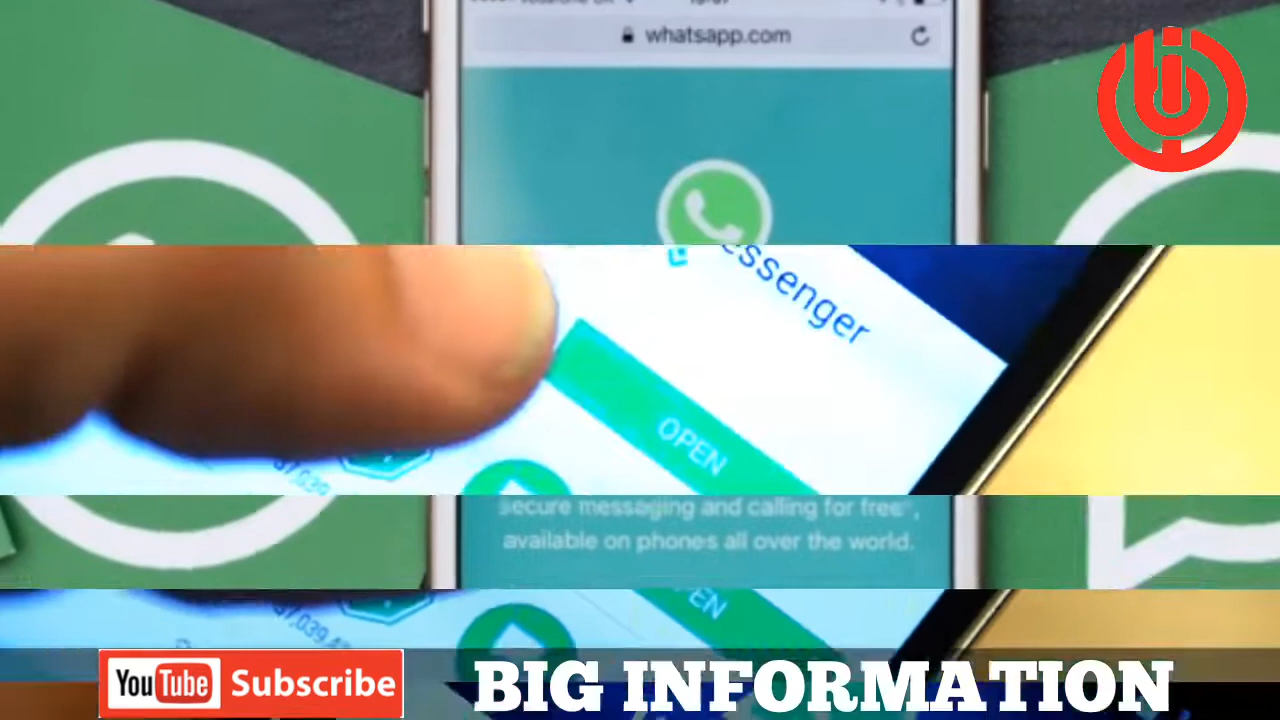 whatsapp.com
essenger
OPEN
secure messaging and calling for free*,
available on phones all over the world.
PEN
YouTube Subscribe
BIG INFORMATION